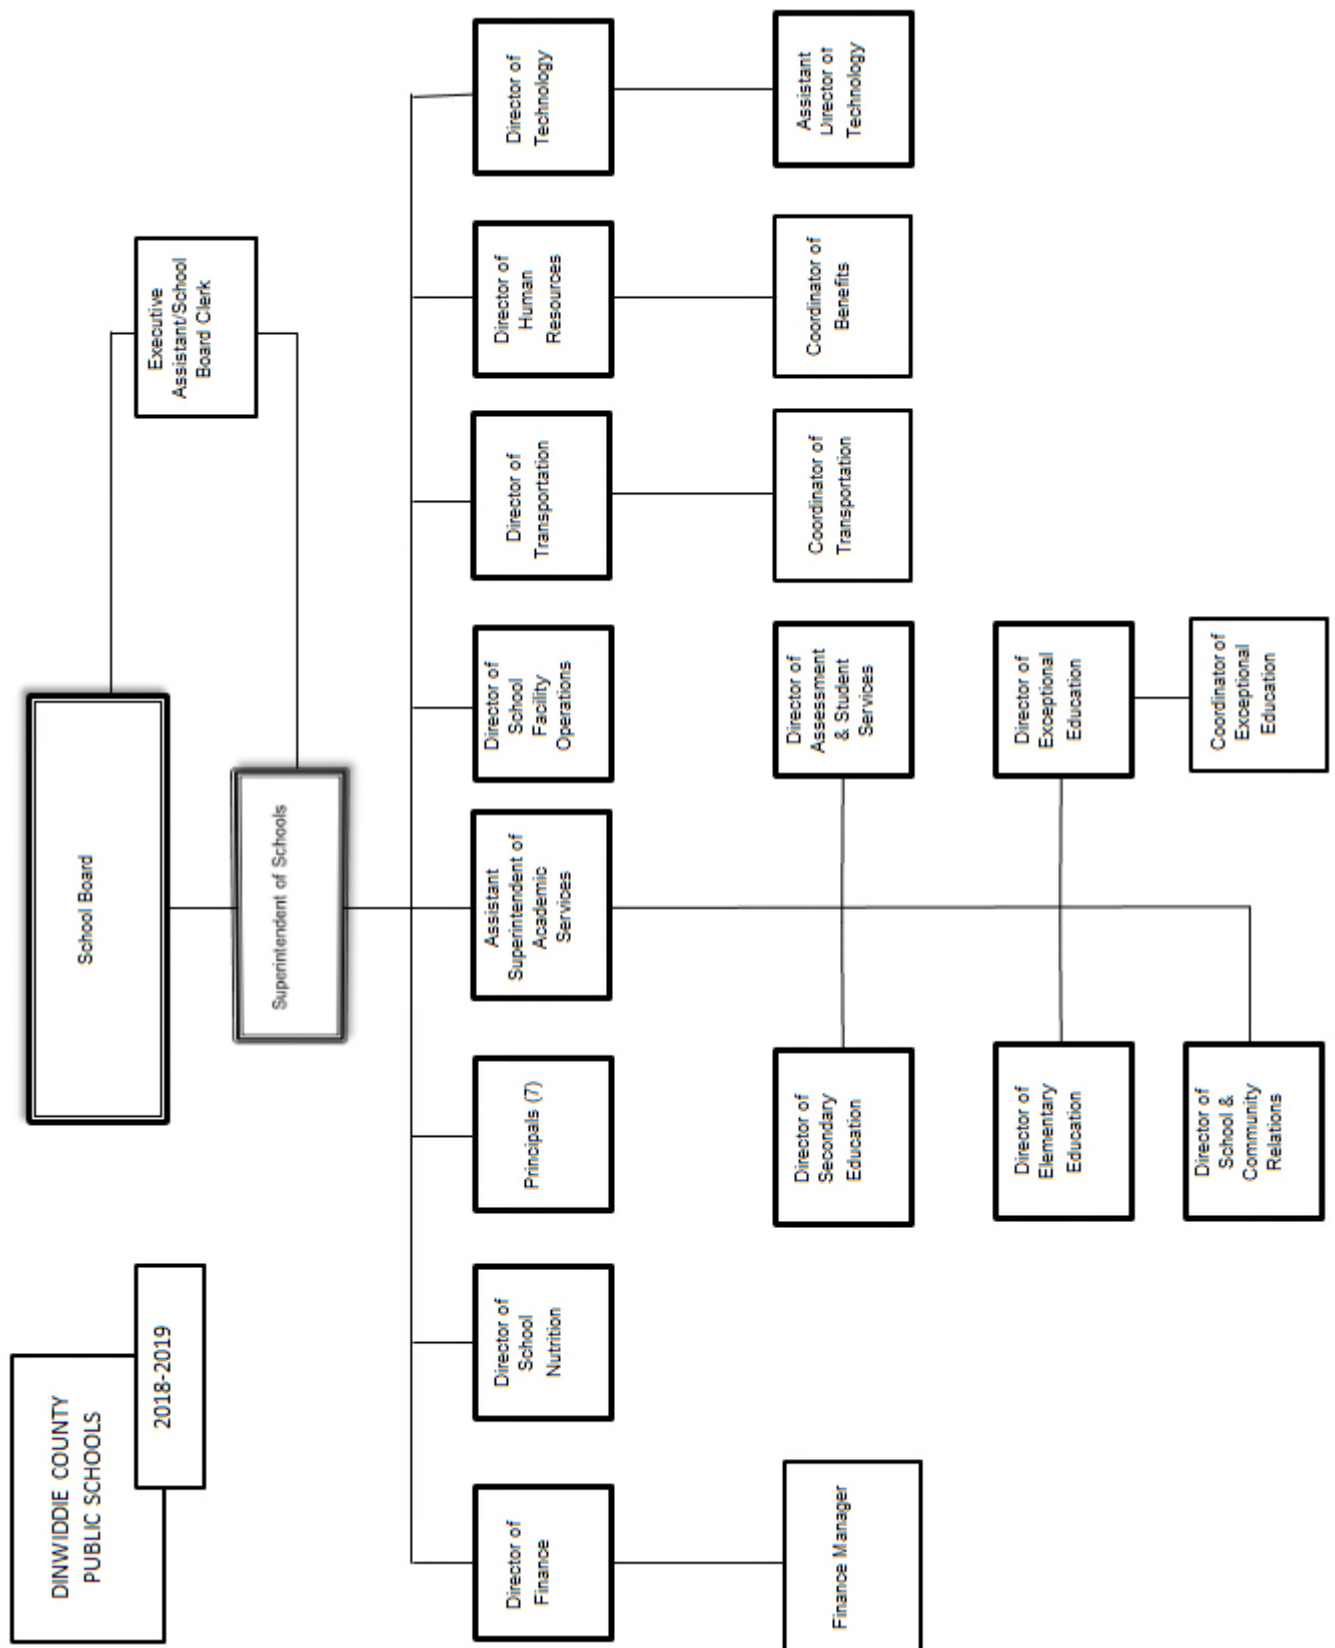 DINWIDDIE COUNTY
PUBLIC SCHOOLS
2018-2019
School Board
Executive
Assistant/School
Board Clerk
Superintendent of Schools
Director of
Finance
Director of
School
Nutrition
Principals (7)
Assistant
Superintendent of
Academic
Services
Director of
School
Facility
Operations
Director of
Transportation
Director of
Human
Resources
Director of
Technology
Finance Manager
Director of
Secondary
Education
Director of
Assessment
& Student
Services
Coordinator of
Transportation
Coordinator of
Benefits
Assistant
Director of
Technology
Director of
Elementary
Education
Director of
Exceptional
Education
Director of
School &
Community
Relations
Coordinator of
Exceptional
Education